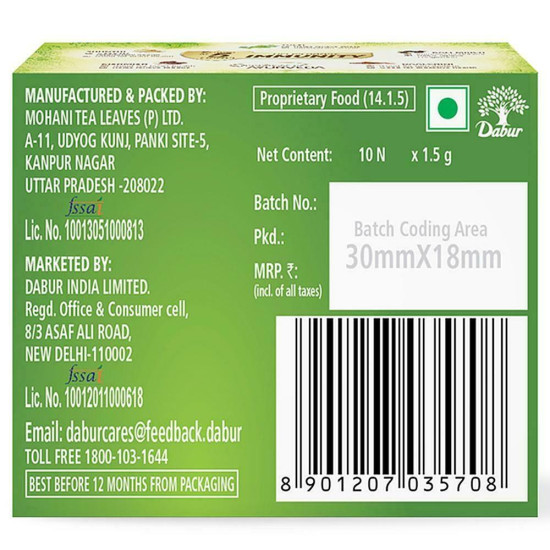 IMMUNITY
AYURVEDA
MANUFACTURED & PACKED BY:
MOHANI TEA LEAVES (P) LTD.
A-11, UDYOG KUNJ, PANKI SITE-5,
KANPUR NAGAR
UTTAR PRADESH -208022
fssai
Lic. No. 10013051000813
MARKETED BY:
DABUR INDIA LIMITED.
Regd. Office & Consumer cell,
8/3 ASAF ALI ROAD,
NEW DELHI-110002
fssai
Lic. No. 10012011000618
Email: daburcares@feedback.dabur
TOLL FREE 1800-103-1644
BEST BEFORE 12 MONTHS FROM PACKAGING
Proprietary Food (14.1.5)
Dabur
Net Content: 10 N x 1.5 g
Batch No.:
Pkd.:
MRP. ₹:
(incl. of all taxes)
Batch Coding Area
30mmX18mm
8 901207 035708